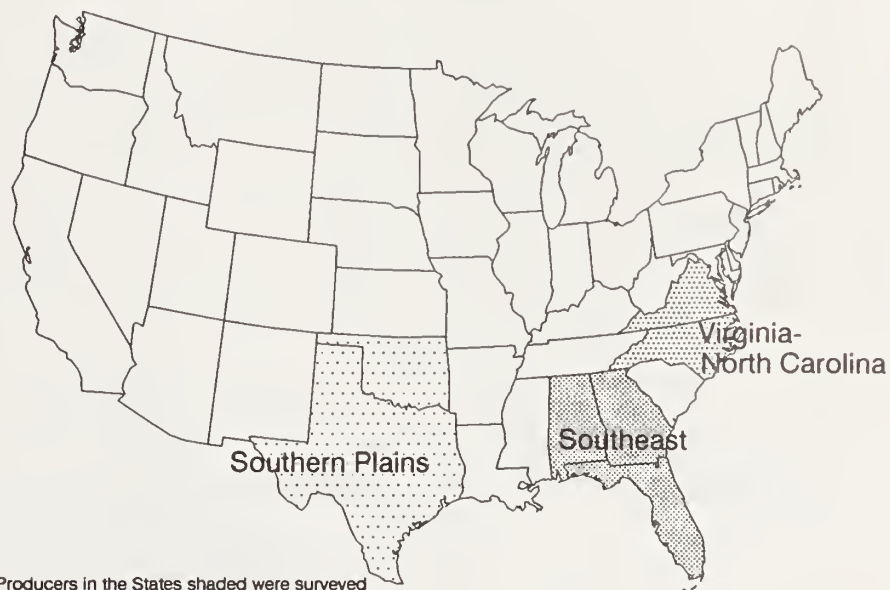 Virginia-
North Carolina
Southeast
Southern Plains
Producers in the States shaded were surveyed